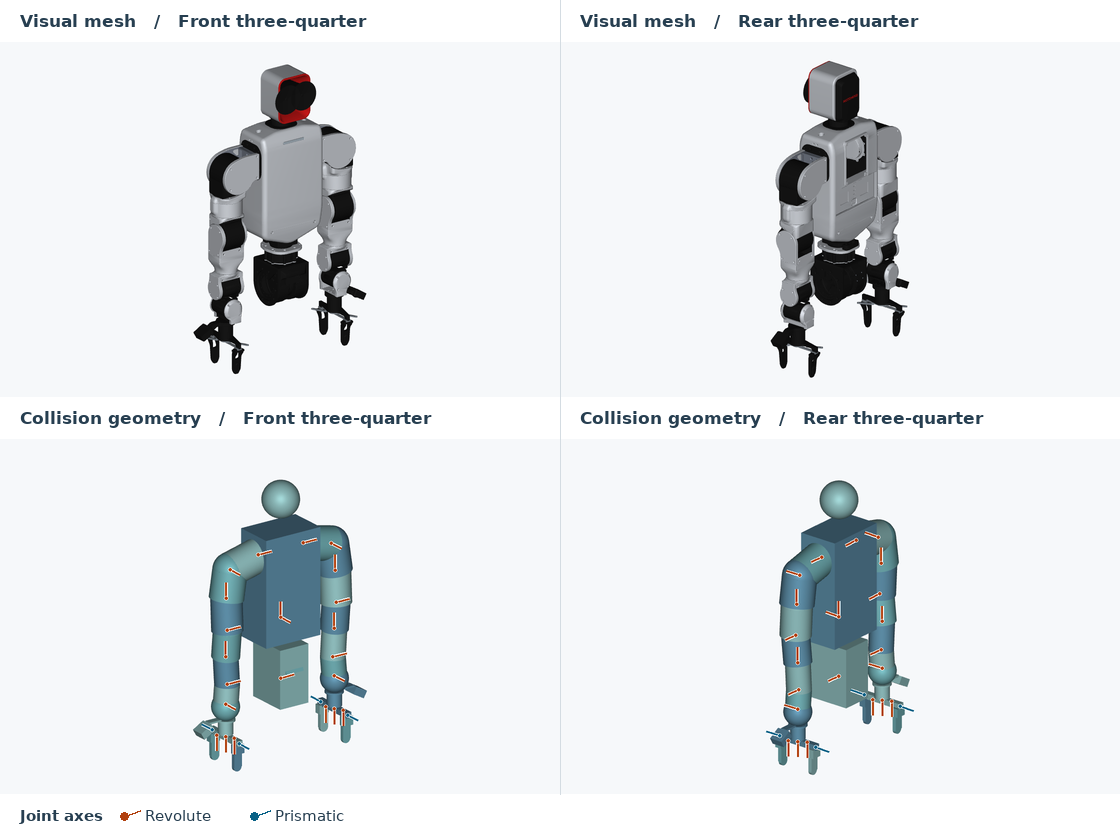 Visual mesh / Front three-quarter
Visual mesh / Rear three-quarter
Collision geometry / Front three-quarter
Collision geometry / Rear three-quarter
Joint axes Revolute Prismatic